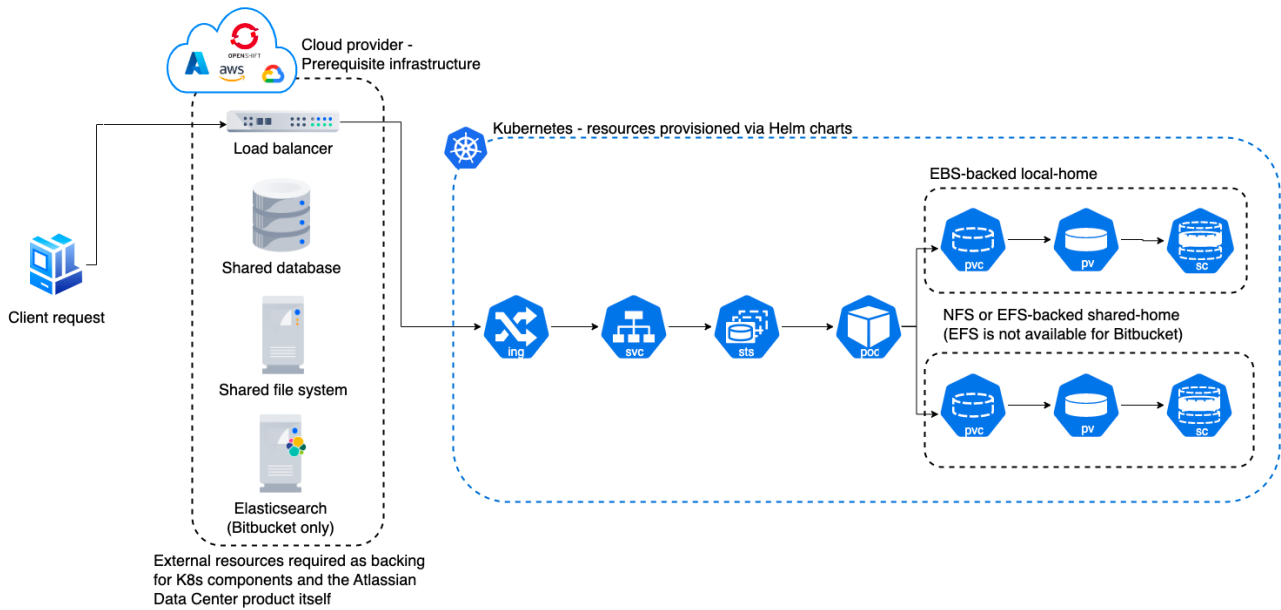 OPENSHIFT
aws
Cloud provider -
Prerequisite infrastructure
Load balancer
Shared database
Shared file system
Elasticsearch
(Bitbucket only)
External resources required as backing
for K8s components and the Atlassian
Data Center product itself
Client request
Kubernetes - resources provisioned via Helm charts
ing
svc
sts
pod
EBS-backed local-home
pvc
pv
sc
NFS or EFS-backed shared-home
(EFS is not available for Bitbucket)
pvc
pv
sc